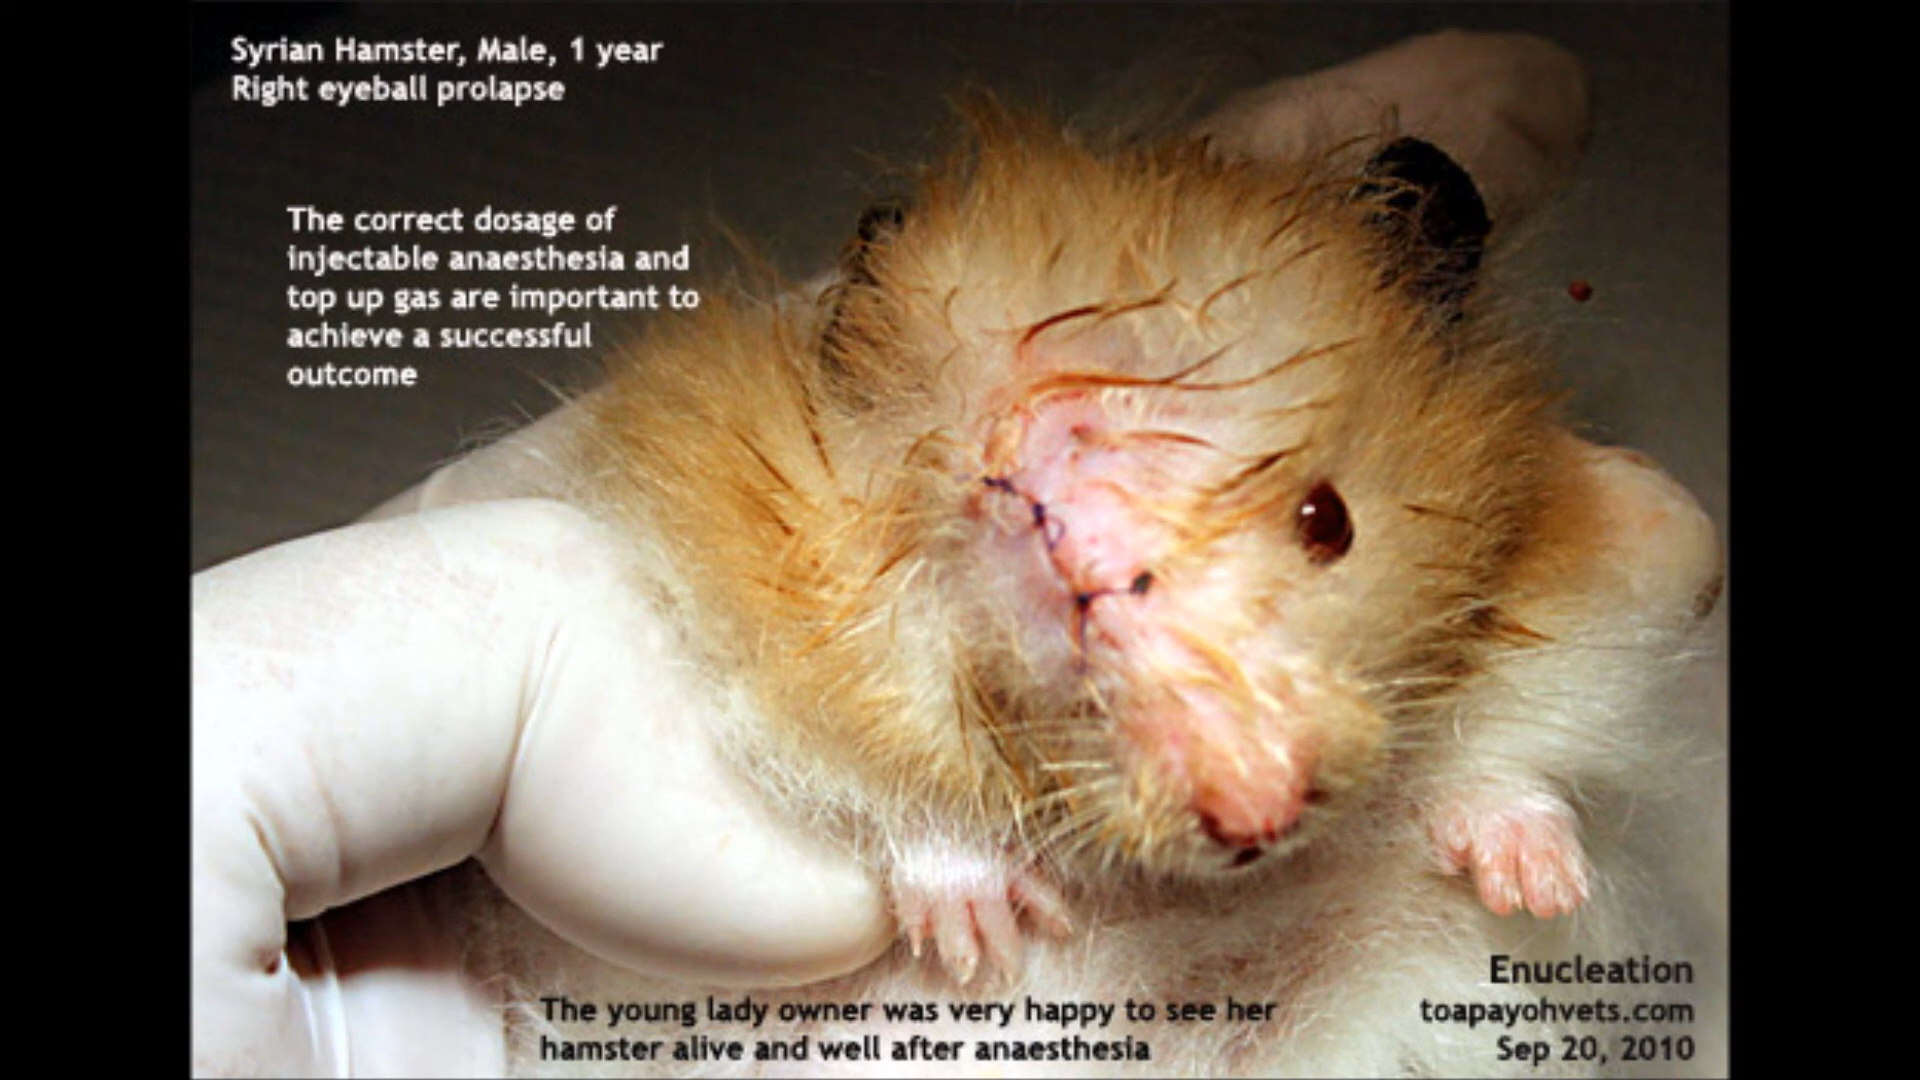 Syrian Hamster, Male, 1 year
Right eyeball prolapse
The correct dosage of
injectable anaesthesia and
top up gas are important to
achieve a successful
outcome
The young lady owner was very happy to see her
hamster alive and well after anaesthesia
Enucleation
toapayohvets.com
Sep 20, 2010